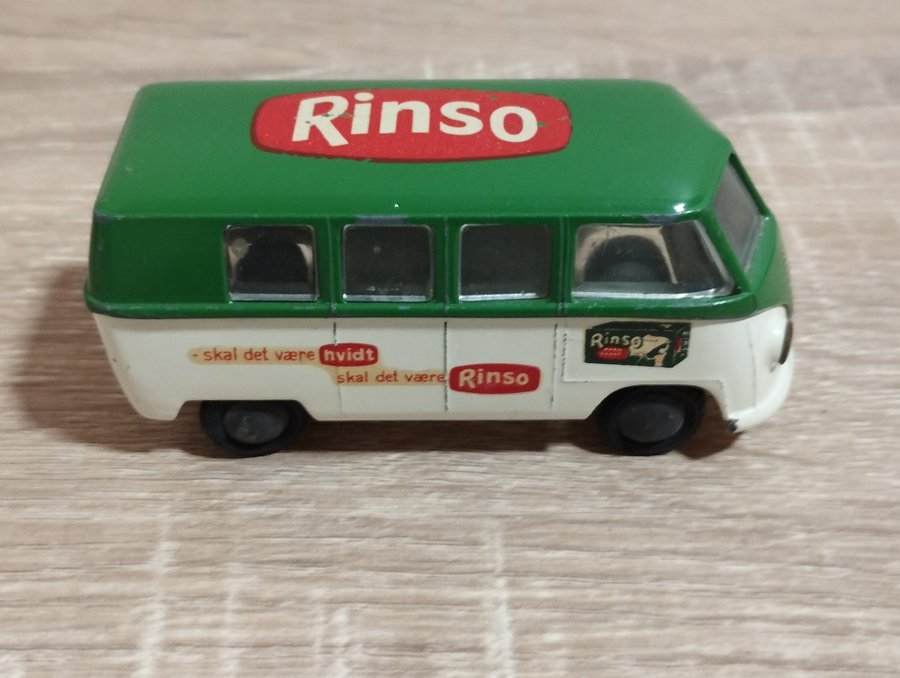 Rinso
- skal det være hvidt
skal det være Rinso
Rinso